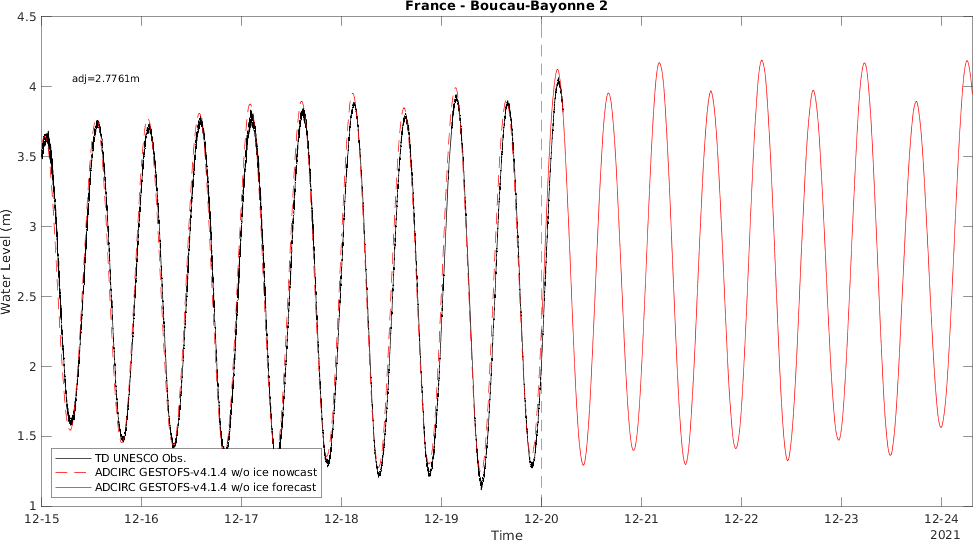 France - Boucau-Bayonne 2
adj=2.7761m
Water Level (m)
4.5
4
3.5
3
2.5
2
1.5
1
TD UNESCO Obs.
ADCIRC GESTOFS-v4.1.4 w/o ice nowcast
ADCIRC GESTOFS-v4.1.4 w/o ice forecast
12-15 12-16 12-17 12-18 12-19 12-20 12-21 12-22 12-23 12-24
Time
2021